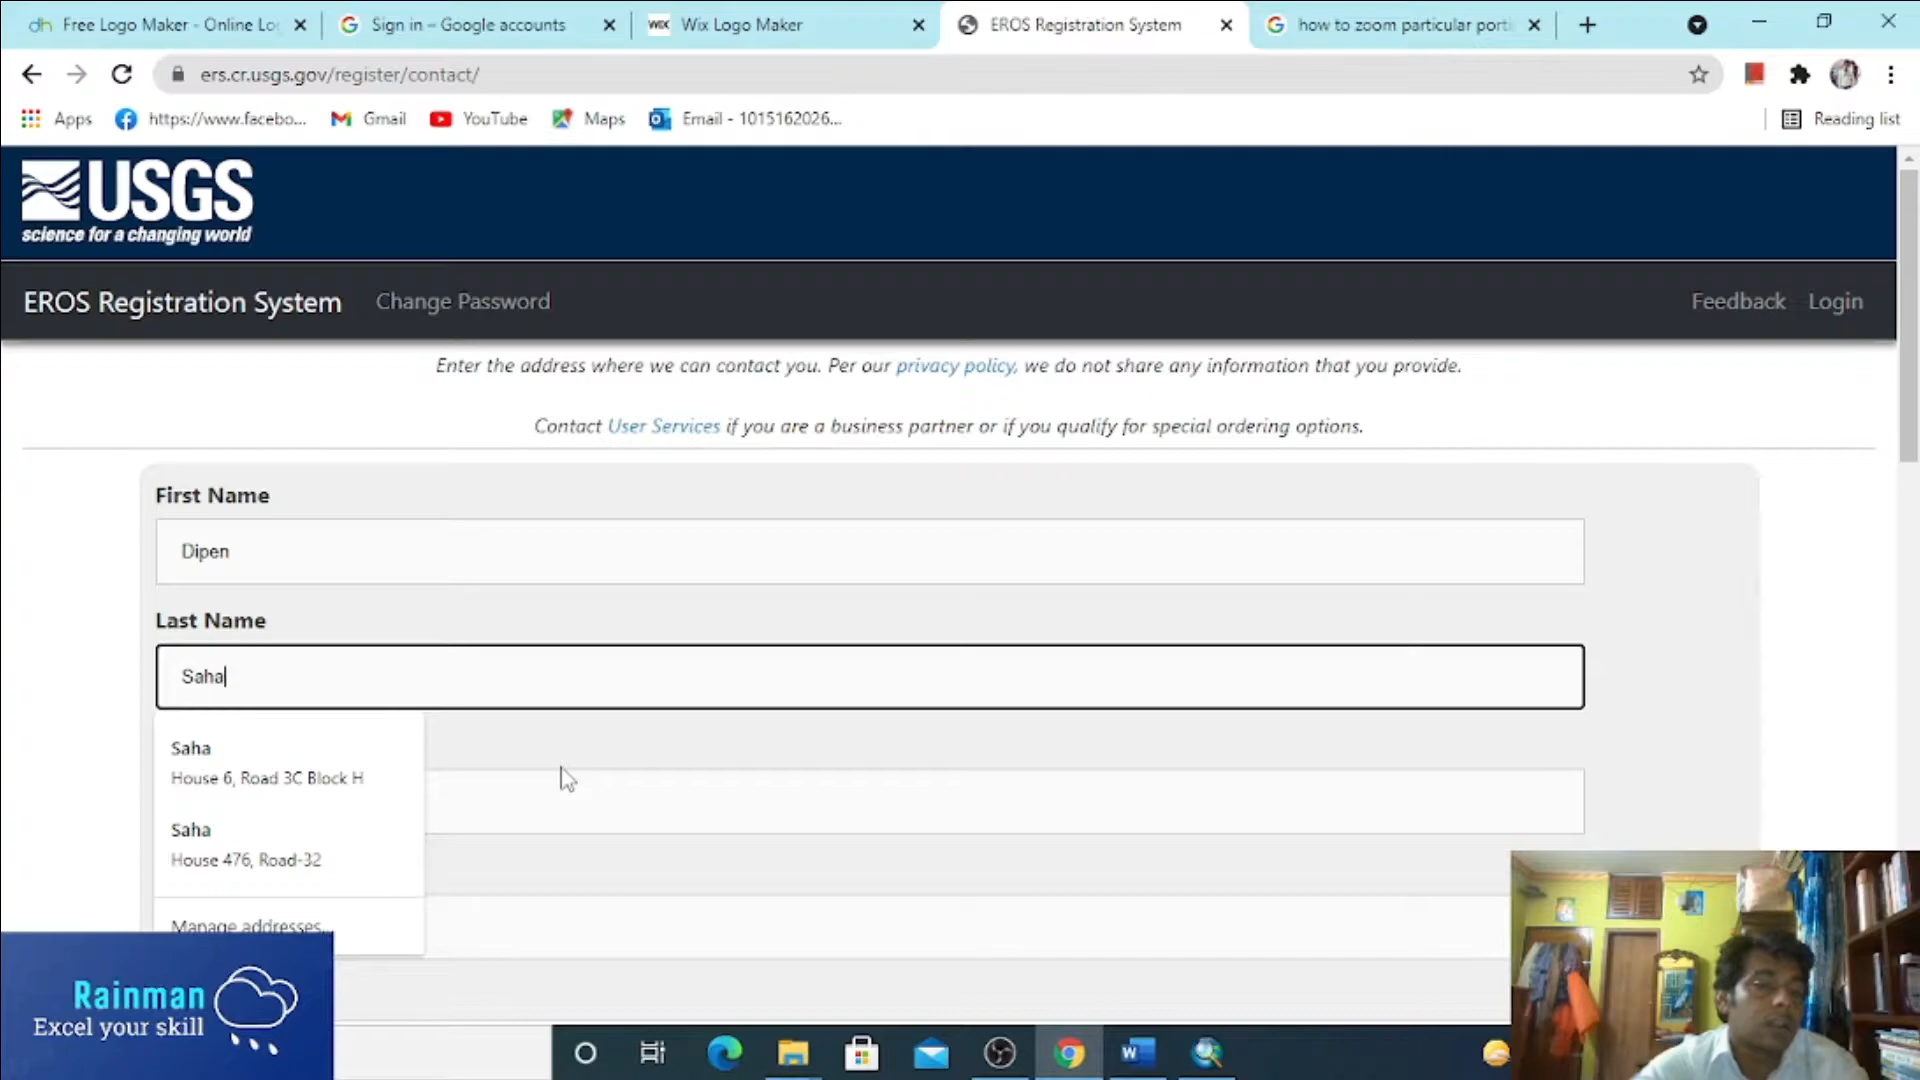 dh Free Logo Maker - Online Lo
Sign in – Google accounts
WIX Wix Logo Maker
EROS Registration System
how to zoom particular porti
ers.cr.usgs.gov/register/contact/
Apps
https://www.facebo...
Gmail
YouTube
Maps
Email - 1015162026...
Reading list
USGS
science for a changing world
EROS Registration System
Change Password
Feedback
Login
Enter the address where we can contact you. Per our privacy policy, we do not share any information that you provide.
Contact User Services if you are a business partner or if you qualify for special ordering options.
First Name
Dipen
Last Name
Saha
Saha
House 6, Road 3C Block H
Saha
House 476, Road-32
Manage addresses...
Rainman
Excel your skill